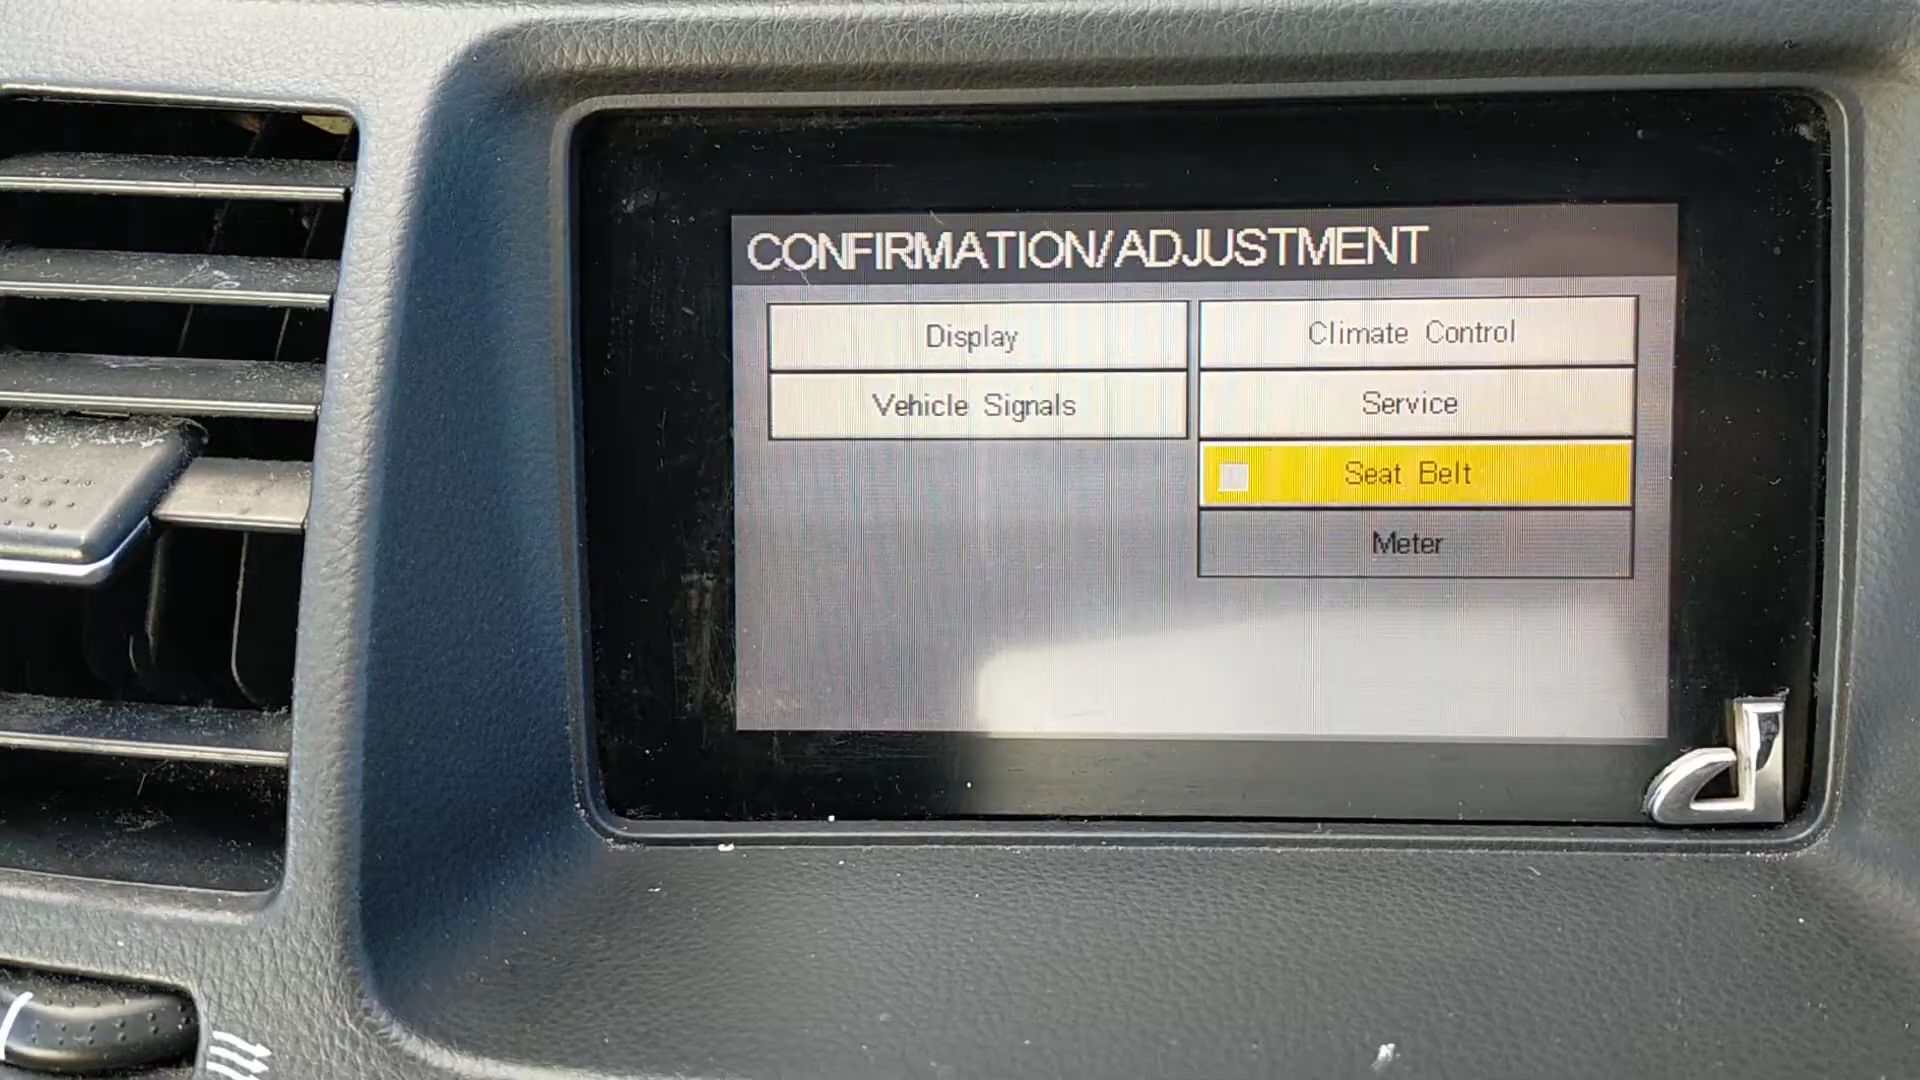 CONFIRMATION/ADJUSTMENT
Display
Climate Control
Vehicle Signals
Service
Seat Belt
Meter